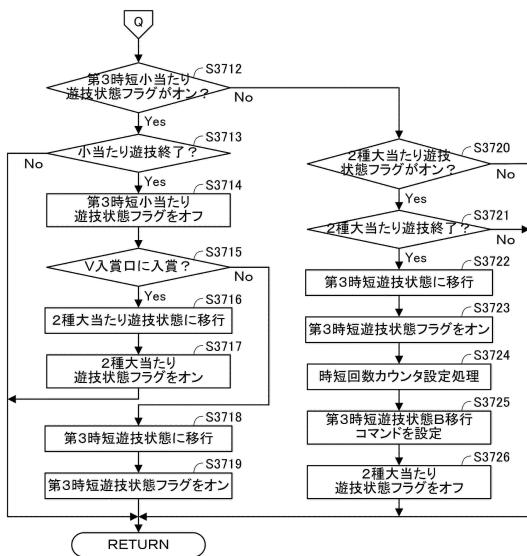 Q
S3712
第3時短小当たり
遊技状態フラグがオン？
No
Yes
S3713
小当たり遊技終了？
No
Yes
S3714
第3時短小当たり
遊技状態フラグをオフ
S3715
V入賞口に入賞？
No
Yes
S3716
2種大当たり遊技状態に移行
S3717
2種大当たり
遊技状態フラグをオン
S3718
第3時短遊技状態に移行
S3719
第3時短遊技状態フラグをオン
S3720
2種大当たり遊技
状態フラグがオン？
No
Yes
S3721
2種大当たり遊技終了？
No
Yes
S3722
第3時短遊技状態に移行
S3723
第3時短遊技状態フラグをオン
S3724
時短回数カウンタ設定処理
S3725
第3時短遊技状態B移行
コマンドを設定
S3726
2種大当たり
遊技状態フラグをオフ
RETURN